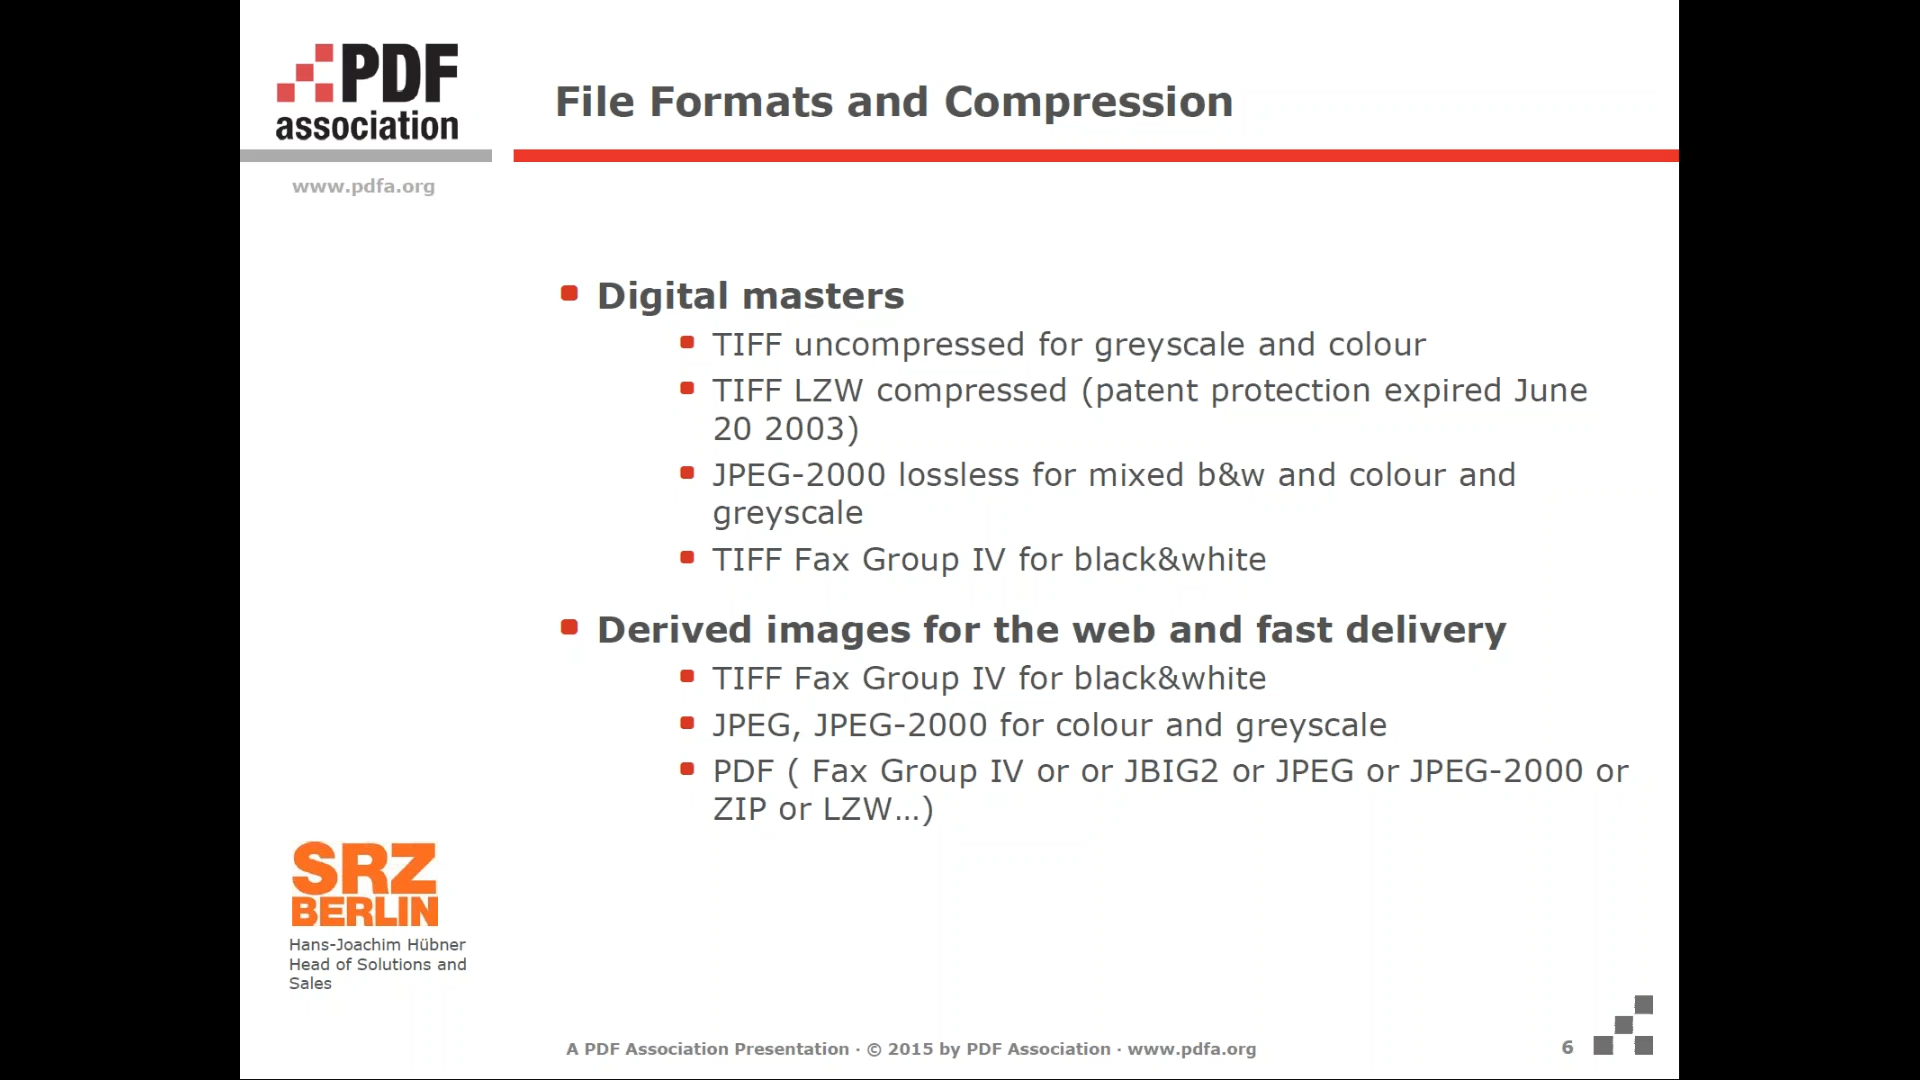 PDF
association
File Formats and Compression
www.pdfa.org
Digital masters
TIFF uncompressed for greyscale and colour
TIFF LZW compressed (patent protection expired June
20 2003)
JPEG-2000 lossless for mixed b&w and colour and
greyscale
TIFF Fax Group IV for black&white
Derived images for the web and fast delivery
TIFF Fax Group IV for black&white
JPEG, JPEG-2000 for colour and greyscale
PDF ( Fax Group IV or or JBIG2 or JPEG or JPEG-2000 or
ZIP or LZW…)
SRZ
BERLIN
Hans-Joachim Hübner
Head of Solutions and
Sales
A PDF Association Presentation · © 2015 by PDF Association · www.pdfa.org
6